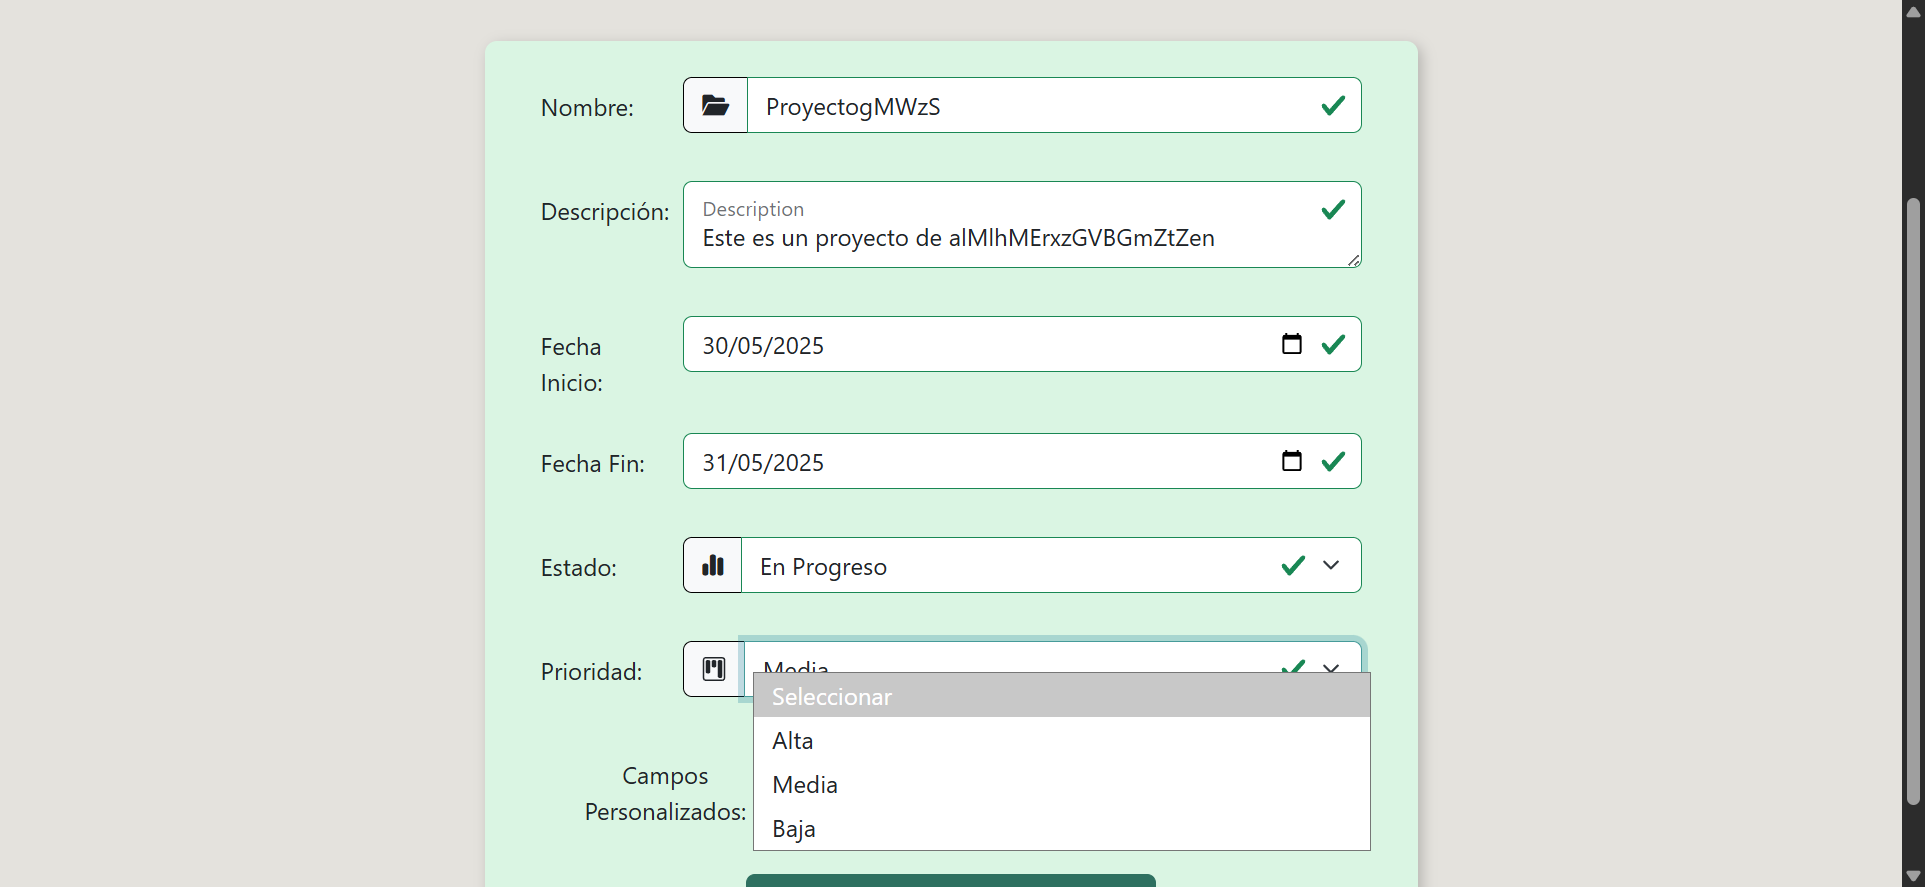 Nombre:
ProyectogMWzS
Descripción:
Description
Este es un proyecto de alMlhMErxzGVBGmZtZen
Fecha
Inicio:
30/05/2025
Fecha Fin:
31/05/2025
Estado:
En Progreso
Prioridad:
Media
Seleccionar
Alta
Media
Baja
Campos
Personalizados: